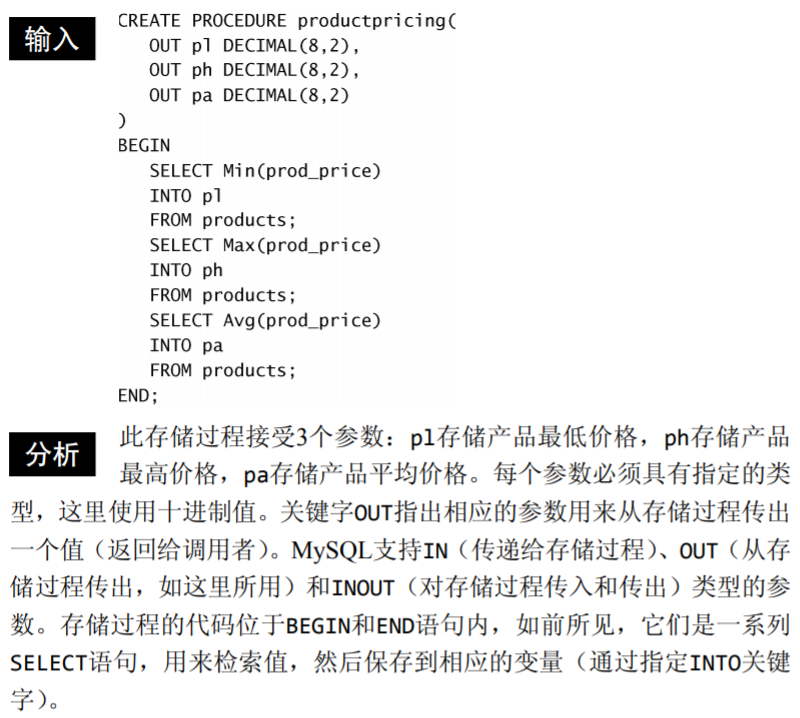 输入
CREATE PROCEDURE productpricing(
   OUT pl DECIMAL(8,2),
   OUT ph DECIMAL(8,2),
   OUT pa DECIMAL(8,2)
)
BEGIN
   SELECT Min(prod_price)
   INTO pl
   FROM products;
   SELECT Max(prod_price)
   INTO ph
   FROM products;
   SELECT Avg(prod_price)
   INTO pa
   FROM products;
END;
分析
此存储过程接受3个参数：pl存储产品最低价格，ph存储产品
最高价格，pa存储产品平均价格。每个参数必须具有指定的类
型，这里使用十进制值。关键字OUT指出相应的参数用来从存储过程传出
一个值（返回给调用者）。MySQL支持IN（传递给存储过程）、OUT（从存
储过程传出，如这里所用）和INOUT（对存储过程传入和传出）类型的参
数。存储过程的代码位于BEGIN和END语句内，如前所见，它们是一系列
SELECT语句，用来检索值，然后保存到相应的变量（通过指定INTO关键
字）。